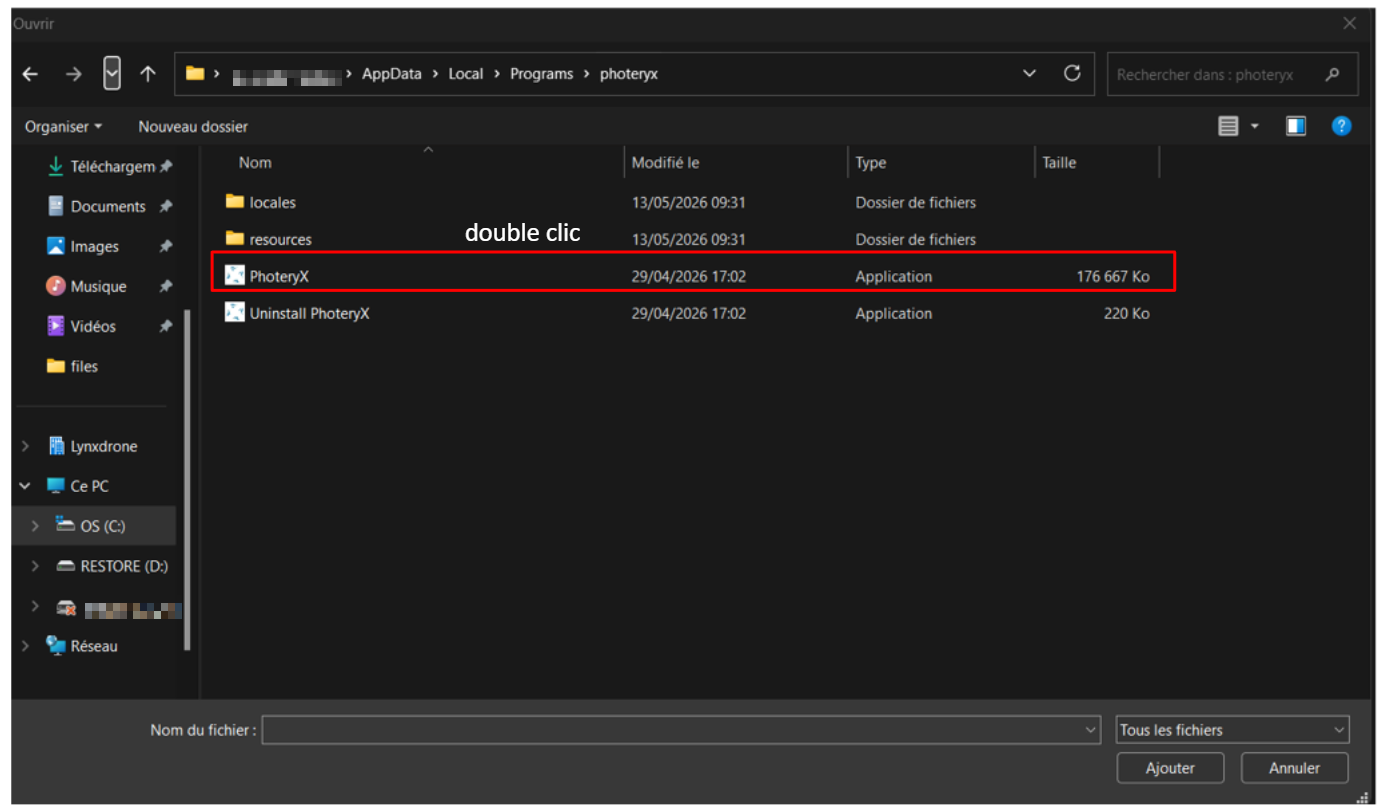 Ouvrir
AppData > Local > Programs > photeryx
Rechercher dans : photeryx
Organiser
Nouveau dossier
Nom
Modifié le
Type
Taille
Téléchargem
Documents
Images
Musique
Vidéos
files
Lynxdrone
Ce PC
OS (C:)
RESTORE (D:)
Réseau
locales 13/05/2026 09:31 Dossier de fichiers
resources 13/05/2026 09:31 Dossier de fichiers
double clic
PhoteryX 29/04/2026 17:02 Application 176 667 Ko
Uninstall PhoteryX 29/04/2026 17:02 Application 220 Ko
Nom du fichier :
Tous les fichiers
Ajouter
Annuler